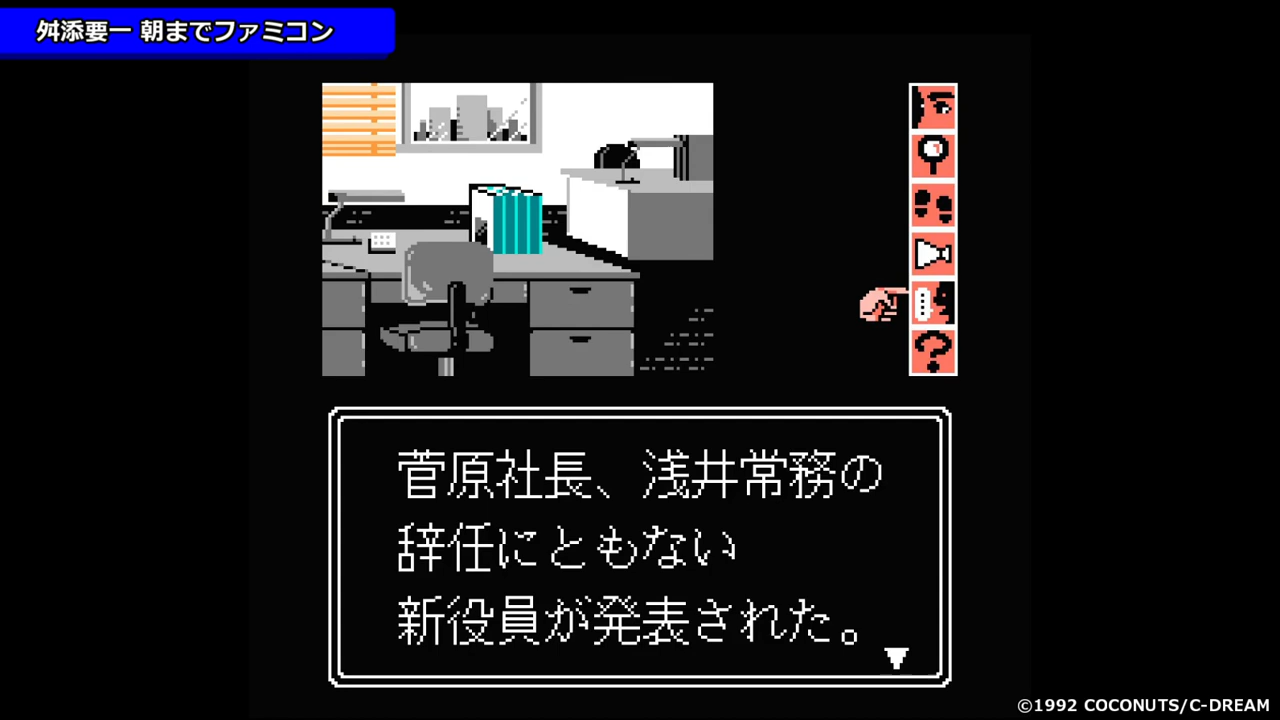 舛添要一 朝までファミコン
菅原社長、浅井常務の
辞任にともない
新役員が発表された。
©1992 COCONUTS/C-DREAM